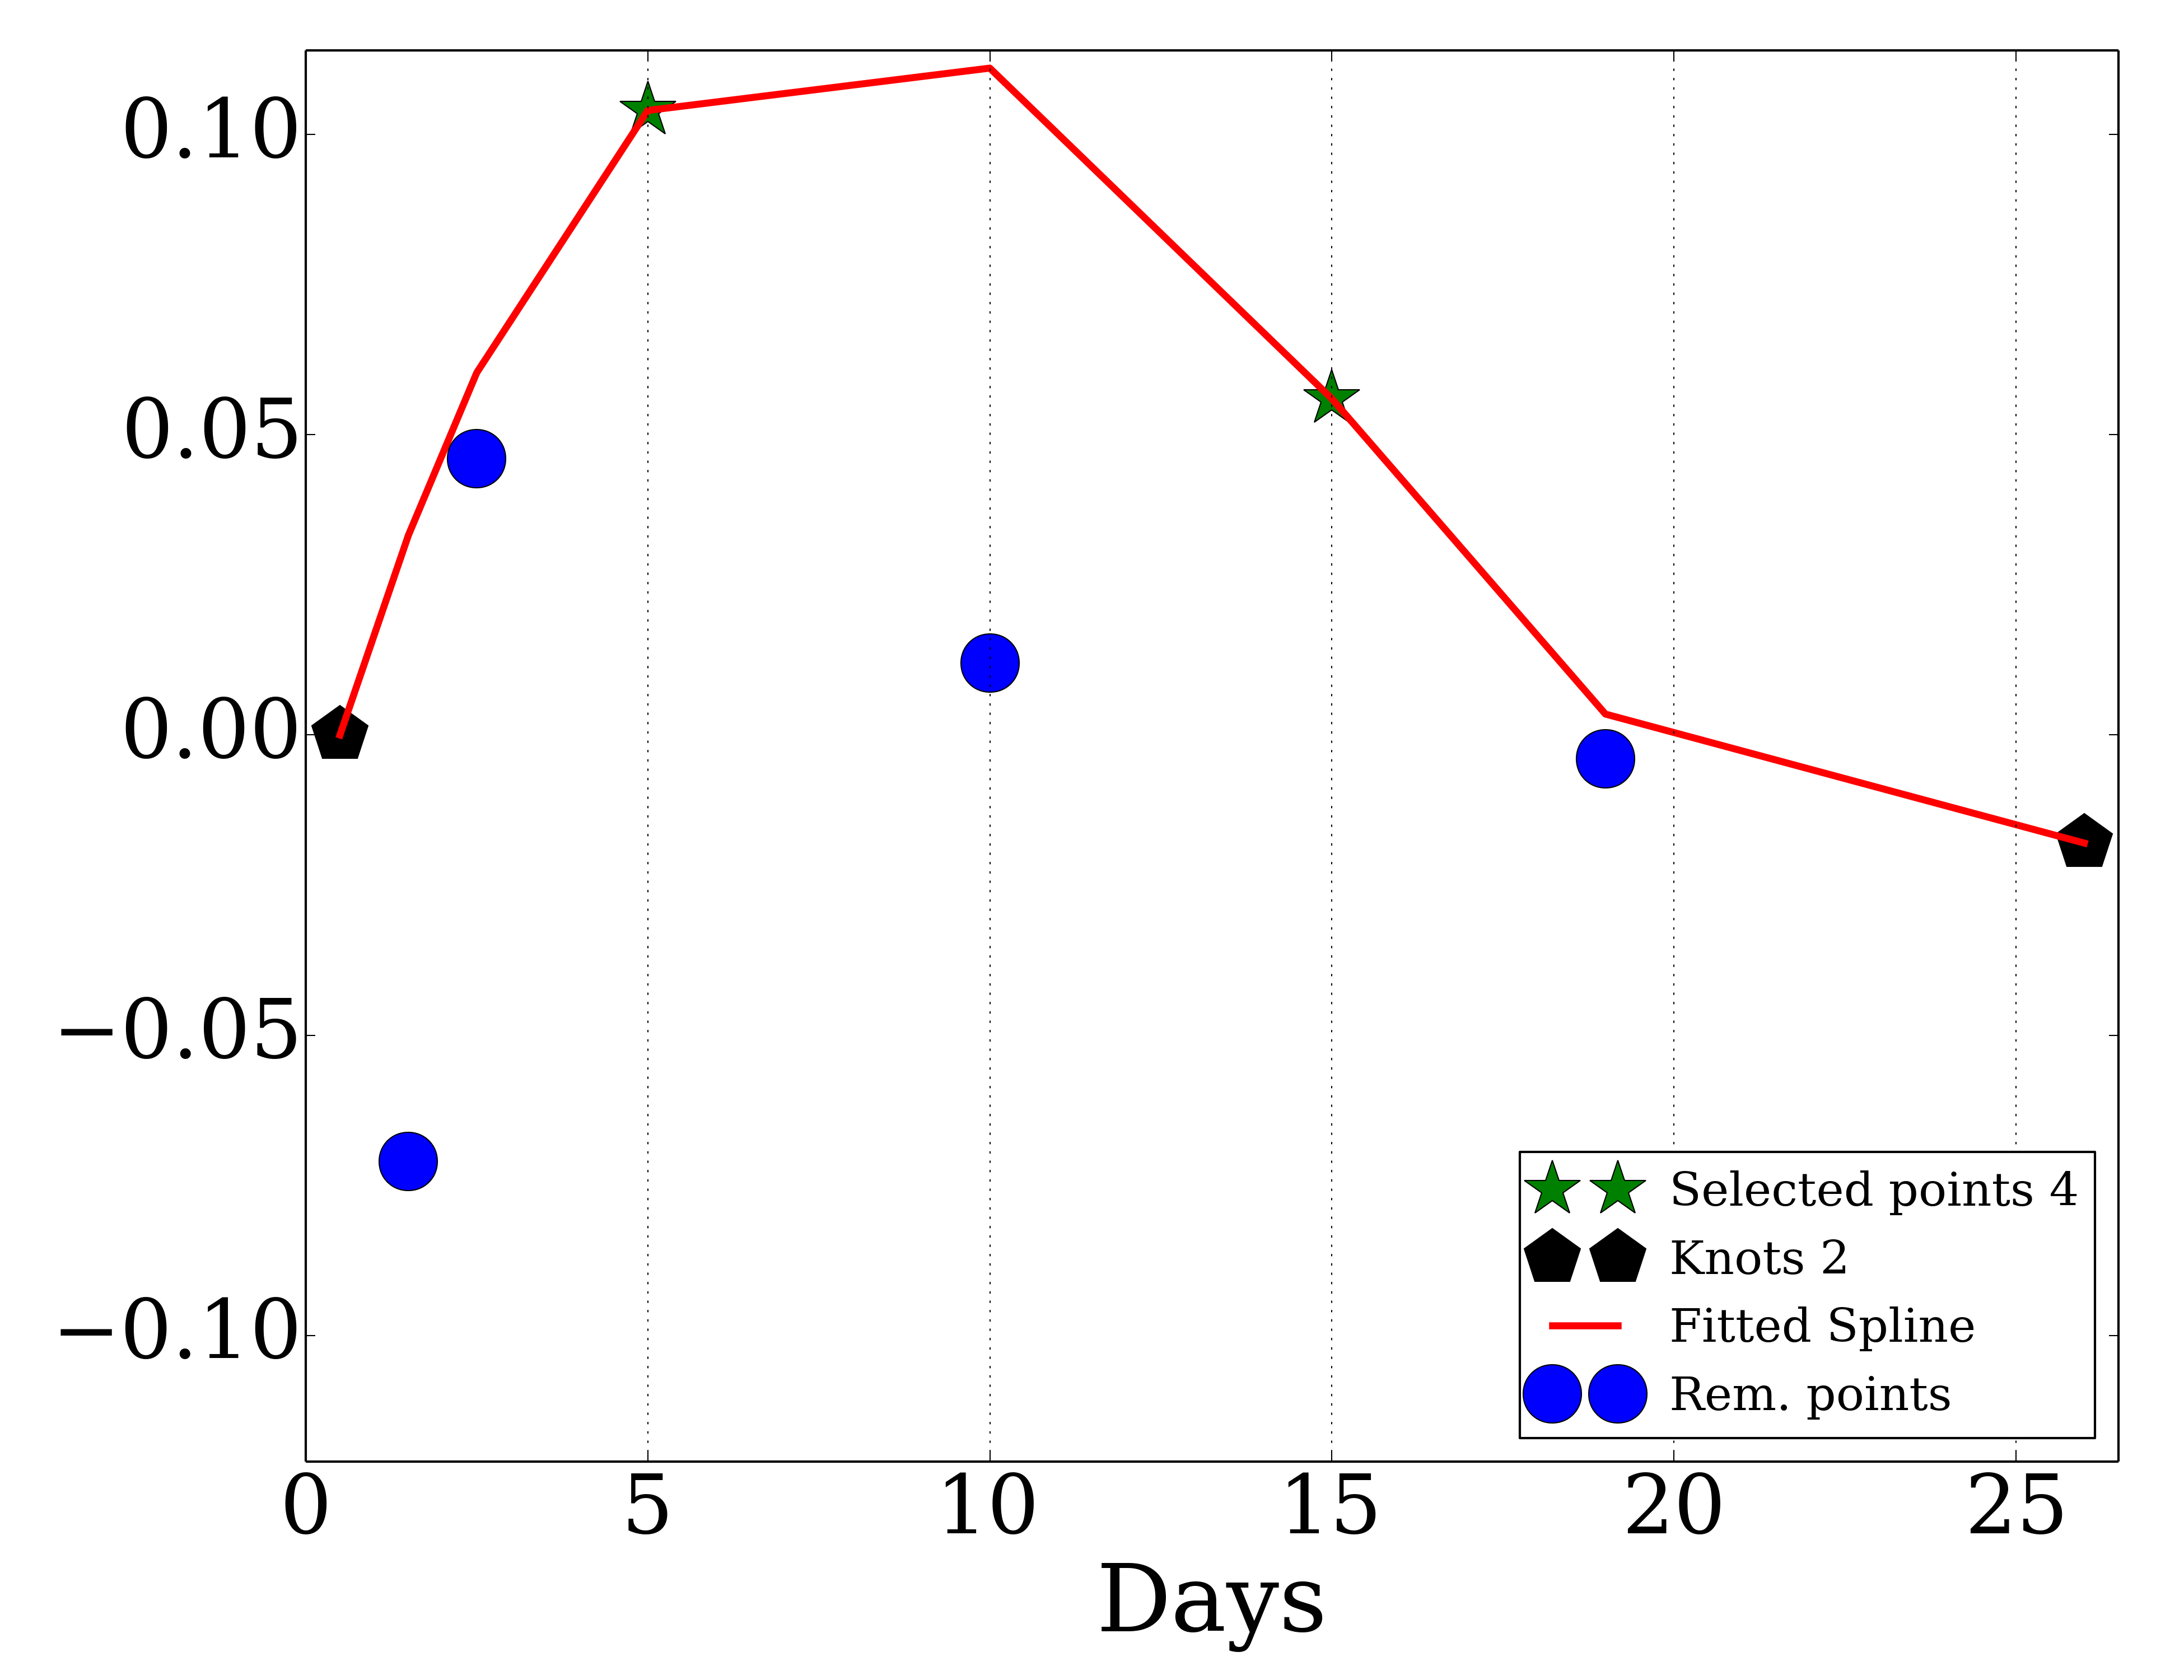 0.10
0.05
0.00
−0.05
−0.10
0 5 10 15 20 25
Days
Selected points 4
Knots 2
Fitted Spline
Rem. points